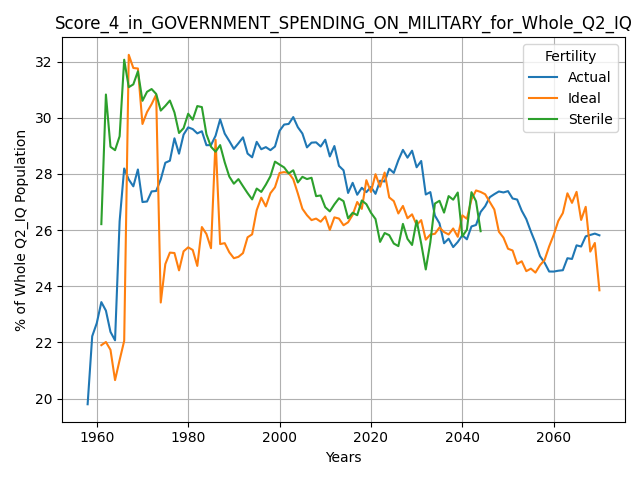 Score_4_in_GOVERNMENT_SPENDING_ON_MILITARY_for_Whole_Q2_IQ
Fertility
Actual
Ideal
Sterile
% of Whole Q2_IQ Population
32
30
28
26
24
22
20
1960
1980
2000
2020
2040
2060
Years